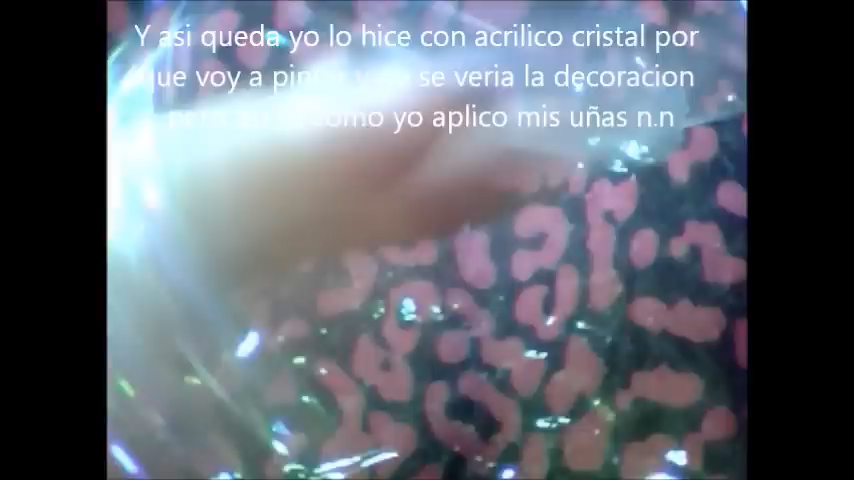 Y asi queda yo lo hice con acrilico cristal por
que voy a se veria la decoracion
como yo aplico mis uñas n.n